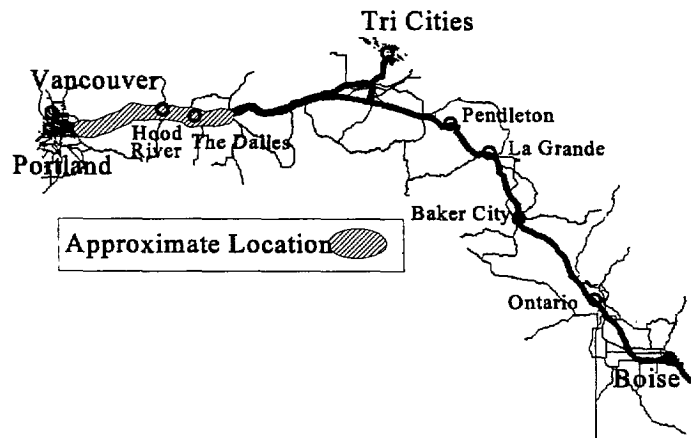 Tri Cities
Vancouver
Pendleton
Hood
River
The Dalles
Portland
La Grande
Baker City
Approximate Location
Ontario
Boise